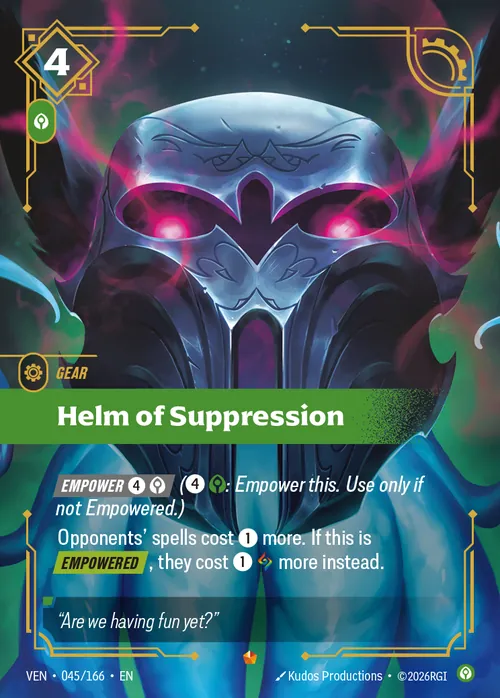 4
GEAR
Helm of Suppression
EMPOWER 4 (4 : Empower this. Use only if
not Empowered.)
Opponents' spells cost 1 more. If this is
EMPOWERED, they cost 1 more instead.
"Are we having fun yet?"
VEN • 045/166 • EN Kudos Productions • ©2026RGI